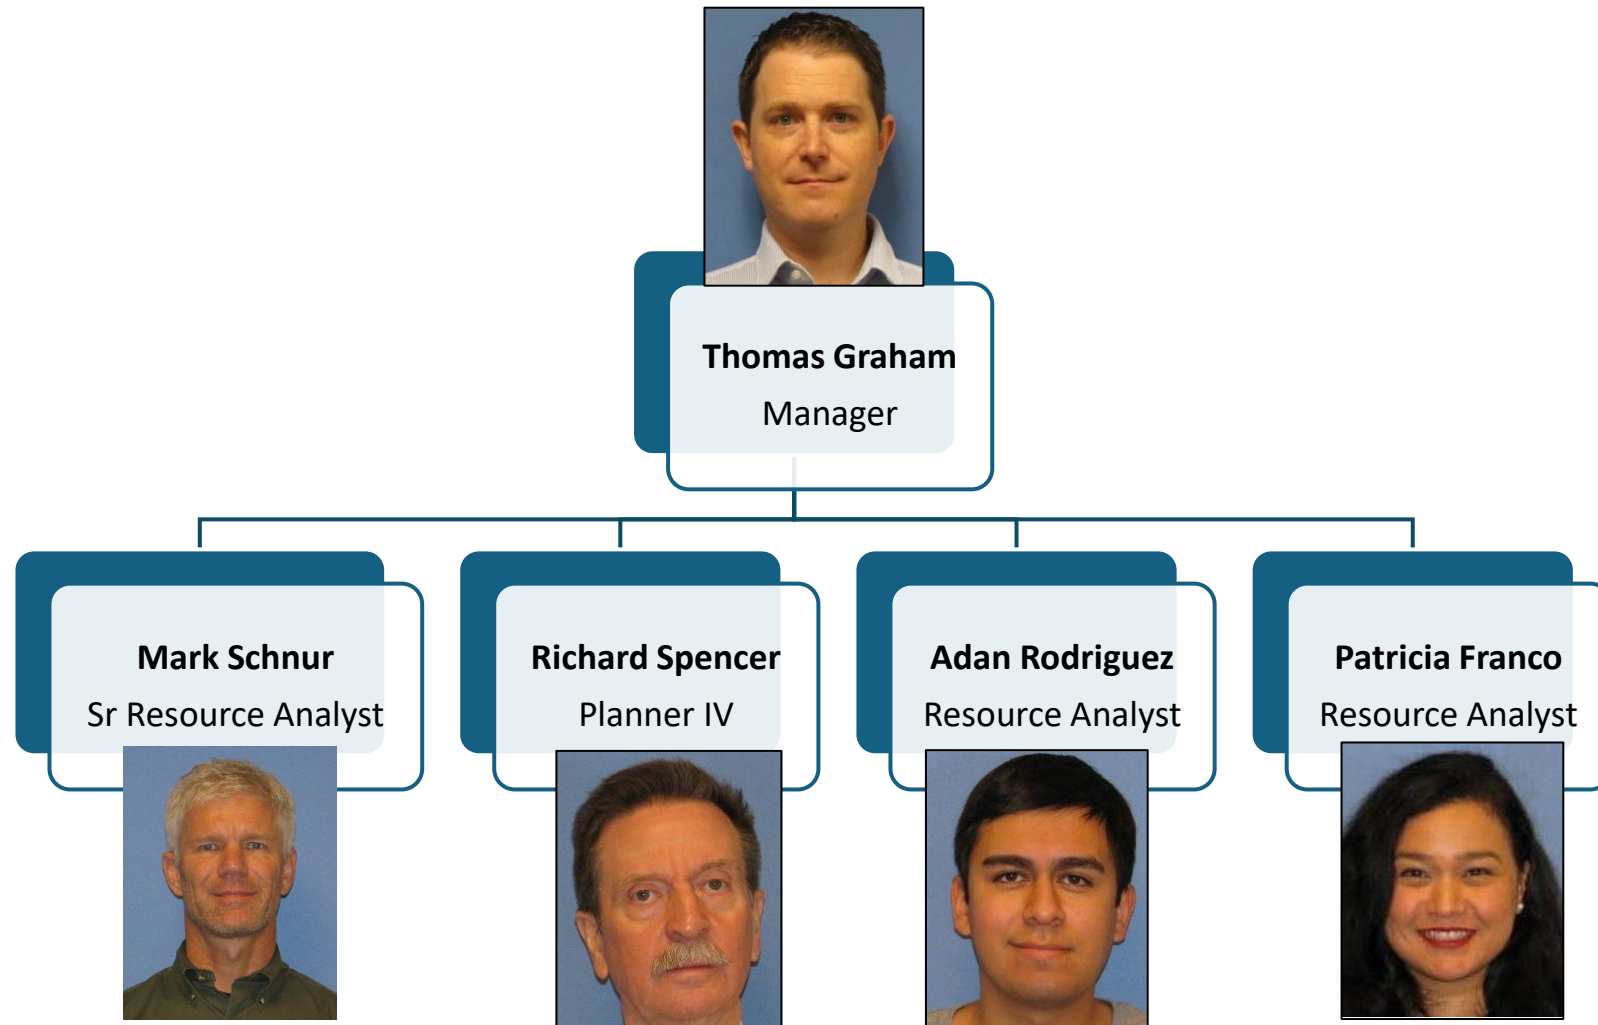 Thomas Graham
Manager
Mark Schnur
Sr Resource Analyst
Richard Spencer
Planner IV
Adan Rodriguez
Resource Analyst
Patricia Franco
Resource Analyst